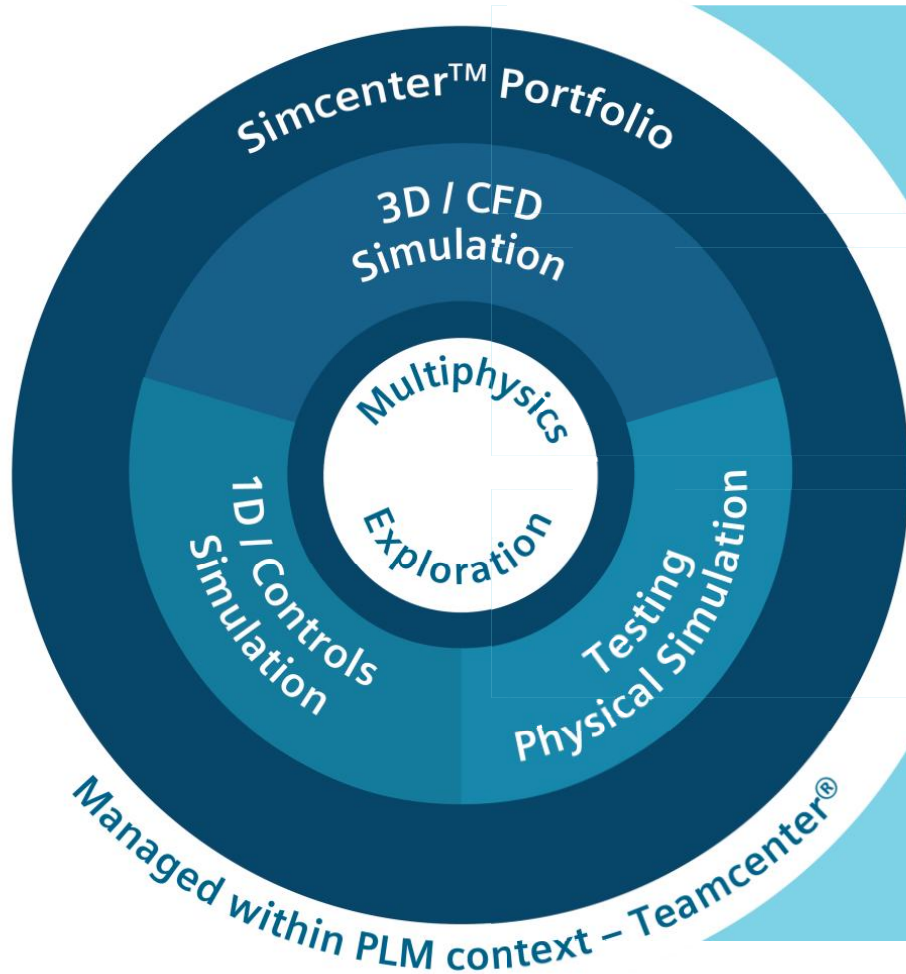 Simcenter™ Portfolio
3D / CFD
Simulation
Multiphysics
Exploration
1D / Controls
Simulation
Testing
Physical Simulation
Managed within PLM context – Teamcenter®